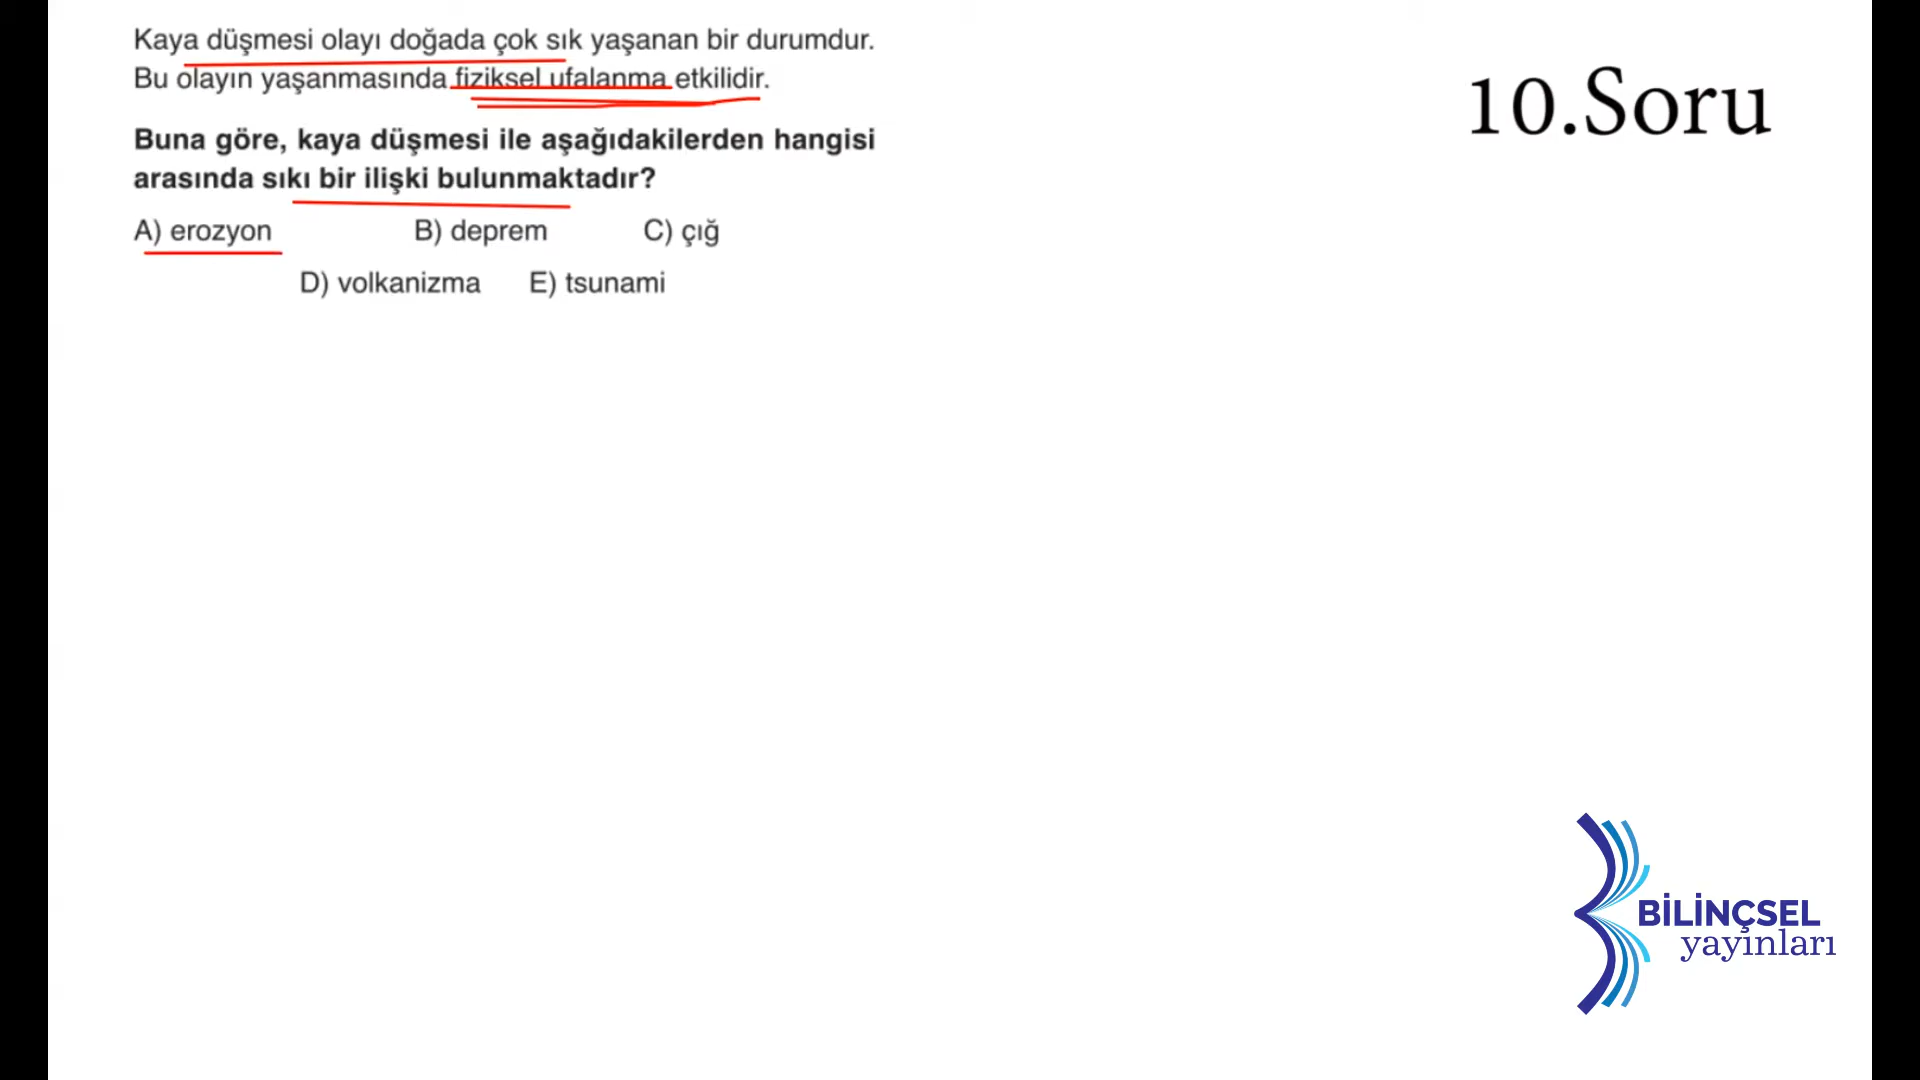 Kaya düşmesi olayı doğada çok sık yaşanan bir durumdur.
Bu olayın yaşanmasında fiziksel ufalanma etkilidir.
Buna göre, kaya düşmesi ile aşağıdakilerden hangisi
arasında sıkı bir ilişki bulunmaktadır?
A) erozyon B) deprem C) çığ
D) volkanizma E) tsunami
10.Soru
BİLİNÇSEL
yayınları